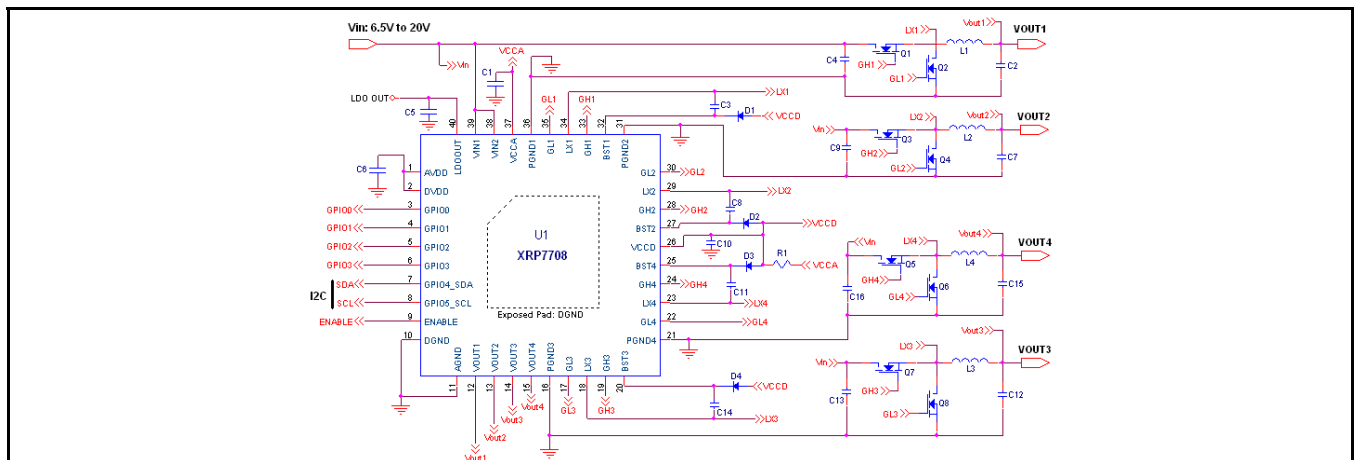 Vin: 6.5V to 20V
Vin
VCCA
C1
LDO OUT
C5
C6
GL1
GH1
LX1
C3
D1
VCCD
40 39 38 37 36 35 34 33 32 31
LDOOUT VIN1 VIN2 VCCA PGND1 GL1 LX1 GH1 BST1 PGND2
1 AVDD
2 DVDD
GPIO0 3 GPIO0
GPIO1 4 GPIO1
GPIO2 5 GPIO2
GPIO3 6 GPIO3
I2C
SDA 7 GPIO4_SDA
SCL 8 GPIO5_SCL
ENABLE 9 ENABLE
10 DGND
U1
XRP7708
Exposed Pad: DGND
GL2 30 GL2
LX2 29 LX2
C8
GH2 28 GH2
BST2 27 D2 VCCD
VCCD 26 C10
BST4 25 D3 R1 VCCA
GH4 24 GH4
C11
LX4 23 LX4
GL4 22 GL4
PGND4 21
AGND VOUT1 VOUT2 VOUT3 VOUT4 PGND3 GL3 LX3 GH3 BST3
11 12 13 14 15 16 17 18 19 20
Vout1
Vout2
Vout3
Vout4
GL3
GH3
D4
VCCD
C14
LX3
LX1
Vout1
VOUT1
C4
Q1
L1
GH1
Q2
GL1
C2
Vin
LX2
Vout2
VOUT2
C9
Q3
L2
GH2
Q4
GL2
C7
Vin
LX4
Vout4
VOUT4
Q5
L4
GH4
Q6
C16
GL4
C15
Vin
LX3
Vout3
VOUT3
Q7
L3
GH3
C13
Q8
GL3
C12